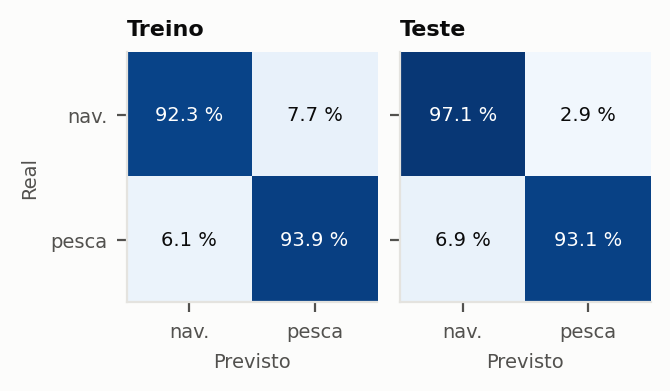 Treino
Teste
Real
nav.
92.3 %
7.7 %
97.1 %
2.9 %
pesca
6.1 %
93.9 %
6.9 %
93.1 %
nav.
pesca
nav.
pesca
Previsto
Previsto